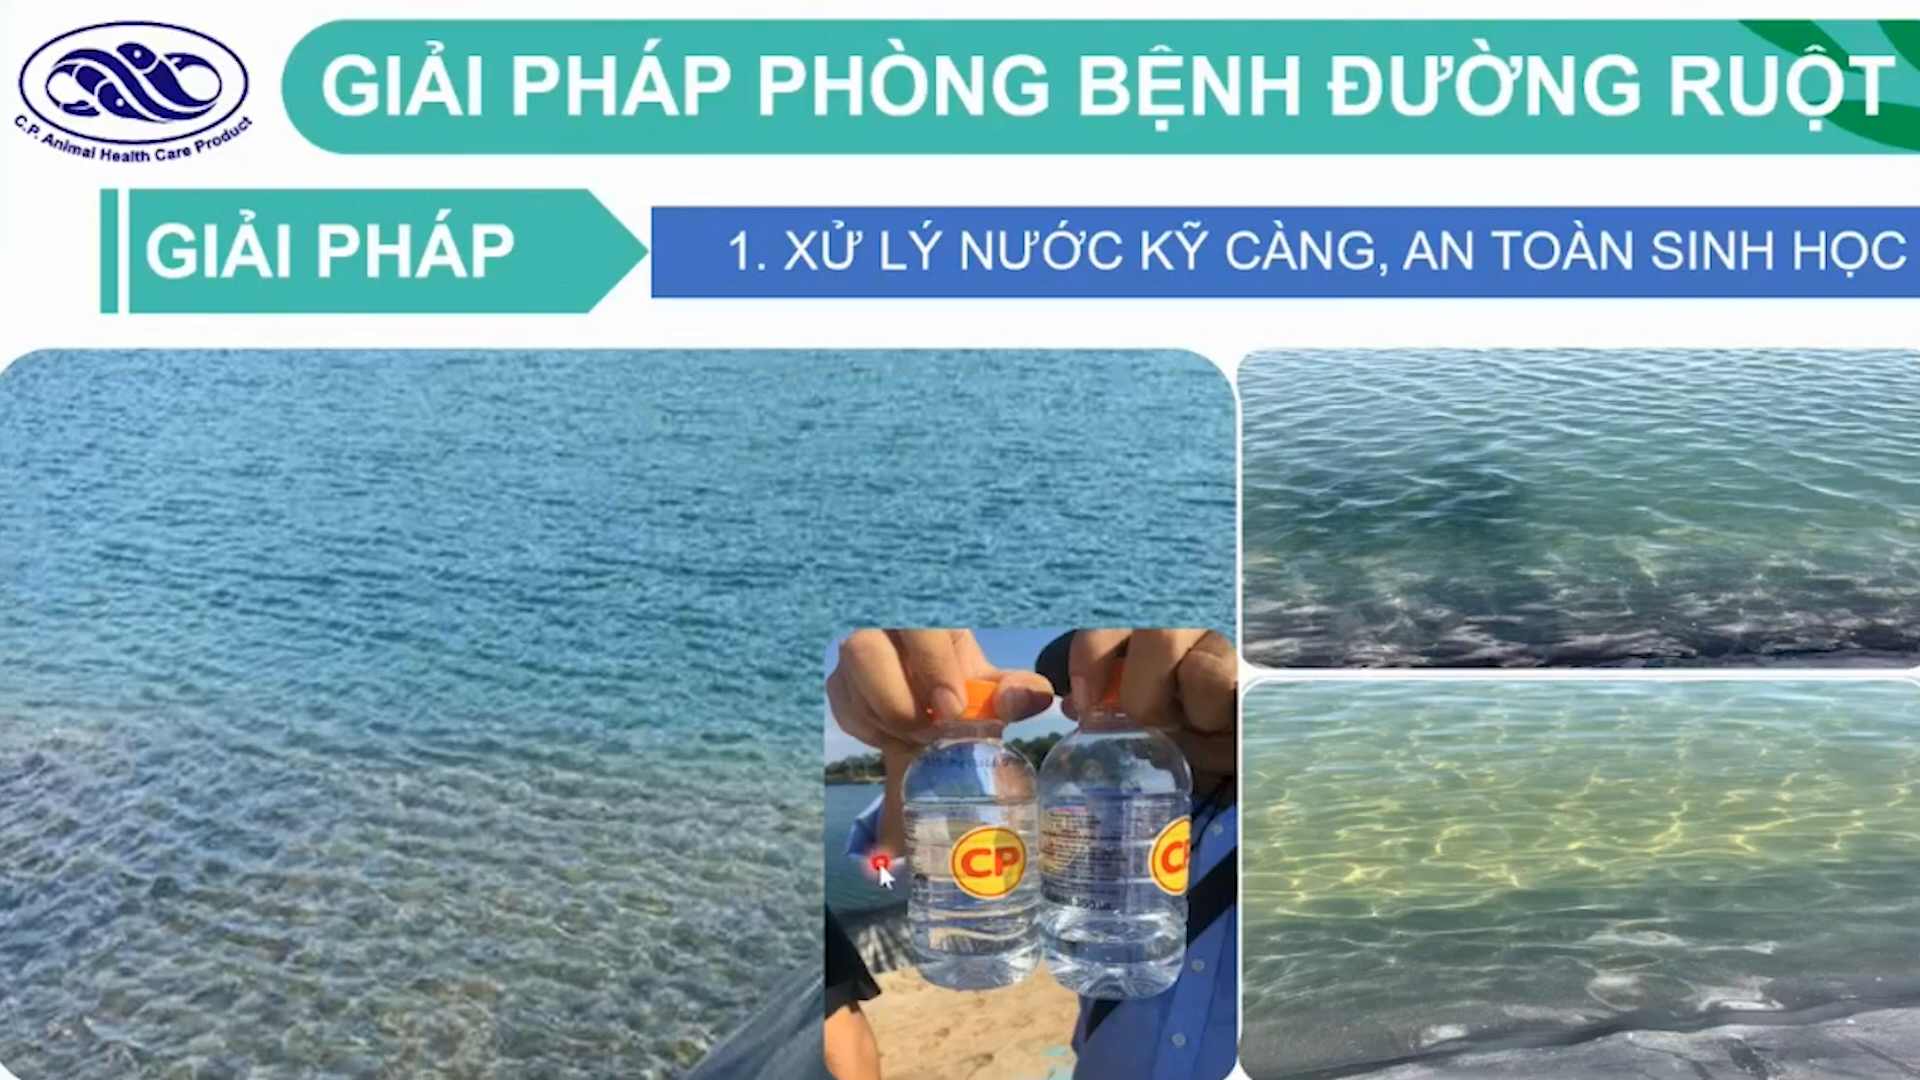 C.P. Animal Health Care Product
GIẢI PHÁP PHÒNG BỆNH ĐƯỜNG RUỘT
GIẢI PHÁP
1. XỬ LÝ NƯỚC KỸ CÀNG, AN TOÀN SINH HỌC
CP
CP